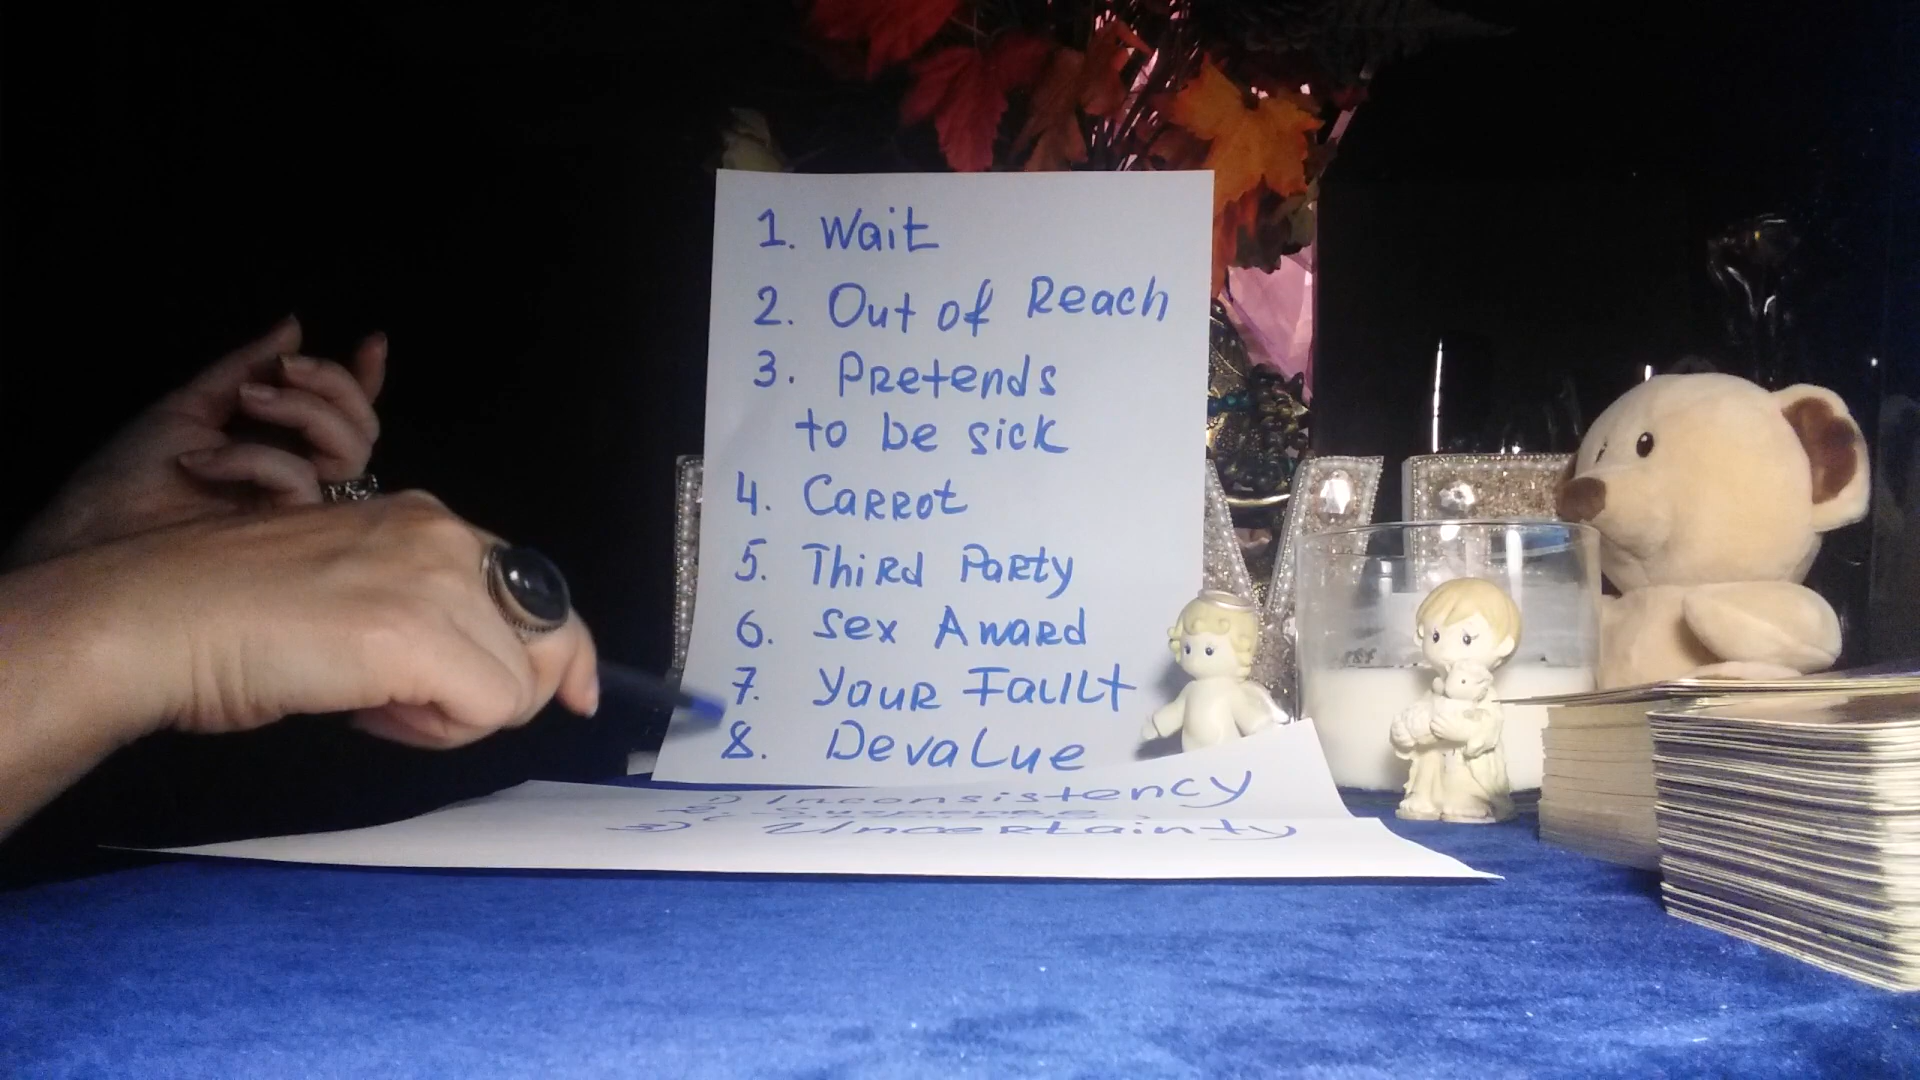 1. Wait
2. Out of Reach
3. Pretends
to be sick
4. Carrot
5. Third Party
6. Sex Award
7. Your Fault
8. Devalue
Inconsistency
Suspense
Uncertainty